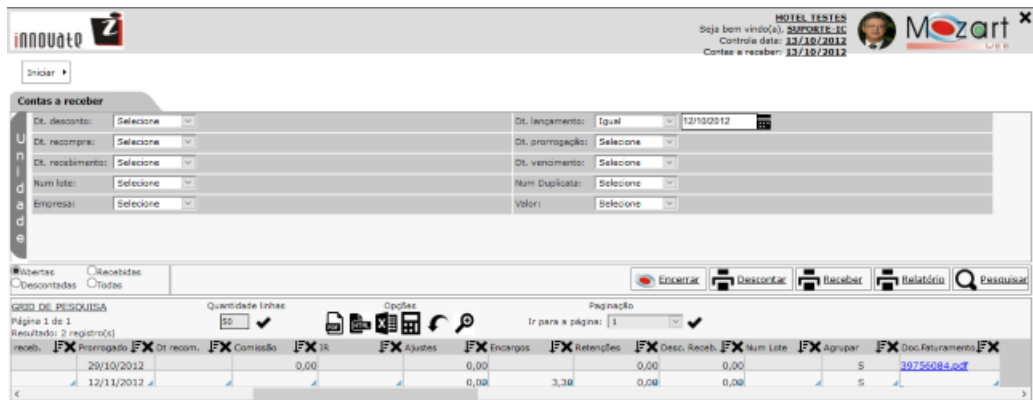 innovate
HOTEL TESTES
Seja bem vindo(a), SUPORTE-IC
Controla data: 13/10/2012
Contas a receber: 13/10/2012
Mozart
WEB
Iniciar
Contas a receber
Unidade
Dt. desconto: Selecione Dt. lançamento: Igual 12/10/2012
Dt. recompra: Selecione Dt. prorrogação: Selecione
Dt. recebimento: Selecione Dt. vencimento: Selecione
Num lote: Selecione Num Duplicata: Selecione
Empresa: Selecione Valor: Selecione
Abertas Recebidas
Descontadas Todas
Encerrar Descontar Receber Relatório Pesquisar
GRID DE PESQUISA Quantidade linhas Opções Paginação
Página 1 de 1 50 PDF HTML Ir para a página: 1
Resultado: 2 registro(s)
receb. Prorrogado Dt recom. Comissão IR Ajustes Encargos Retenções Desc. Receb. Num Lote Agrupar Doc.Faturamento
29/10/2012 0,00 0,00 0,00 0,00 S 39756084.pdf
12/11/2012 0,00 3,30 0,00 0,00 S